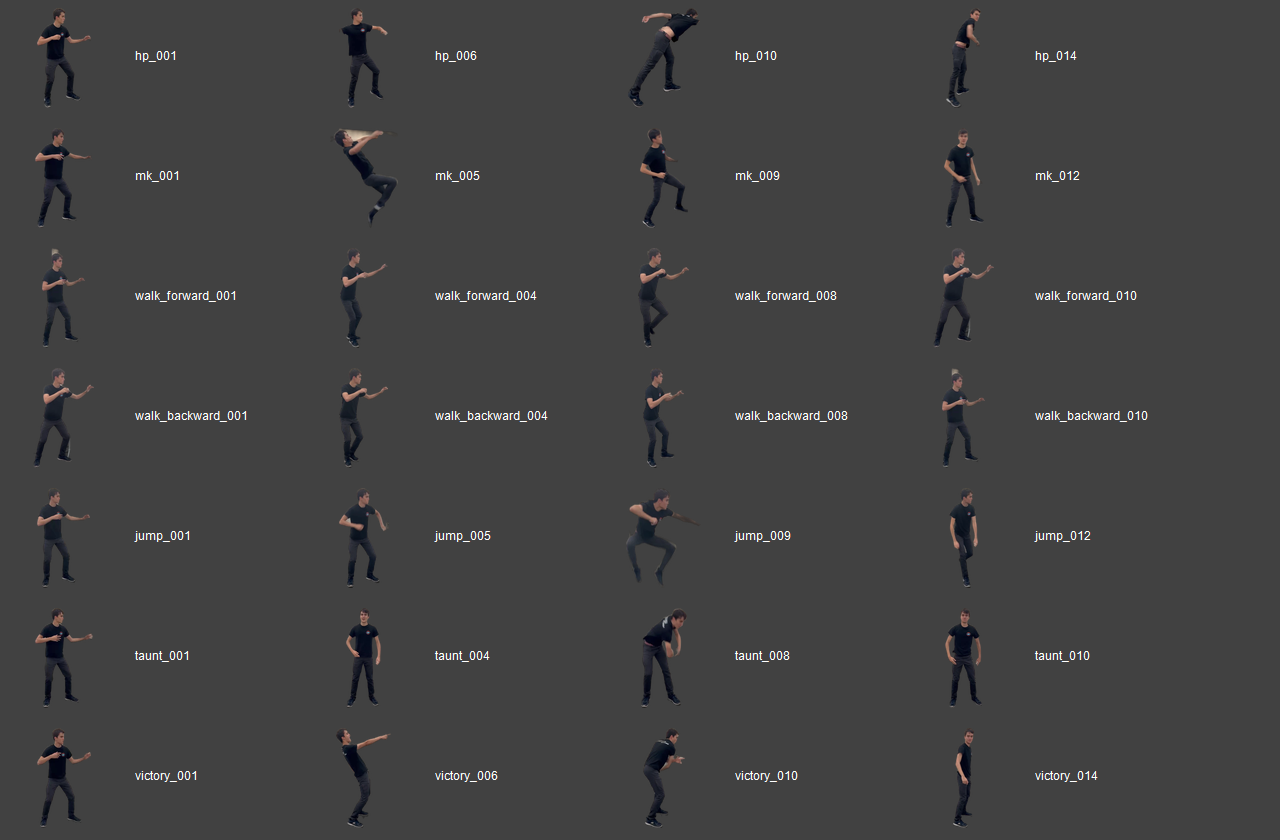 hp_001 hp_006 hp_010 hp_014
mk_001 mk_005 mk_009 mk_012
walk_forward_001 walk_forward_004 walk_forward_008 walk_forward_010
walk_backward_001 walk_backward_004 walk_backward_008 walk_backward_010
jump_001 jump_005 jump_009 jump_012
taunt_001 taunt_004 taunt_008 taunt_010
victory_001 victory_006 victory_010 victory_014